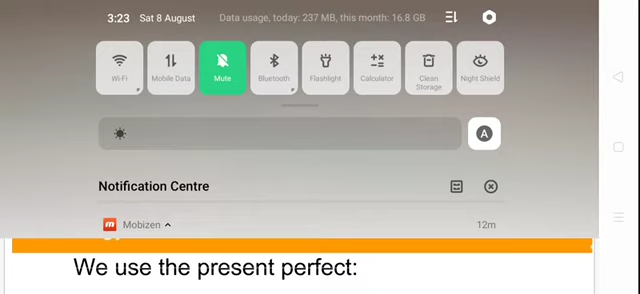 3:23 Sat 8 August Data usage, today: 237 MB, this month: 16.8 GB
Wi-Fi Mobile Data Mute Bluetooth Flashlight Calculator Clean Storage Night Shield
A
Notification Centre
m Mobizen 12m
We use the present perfect: